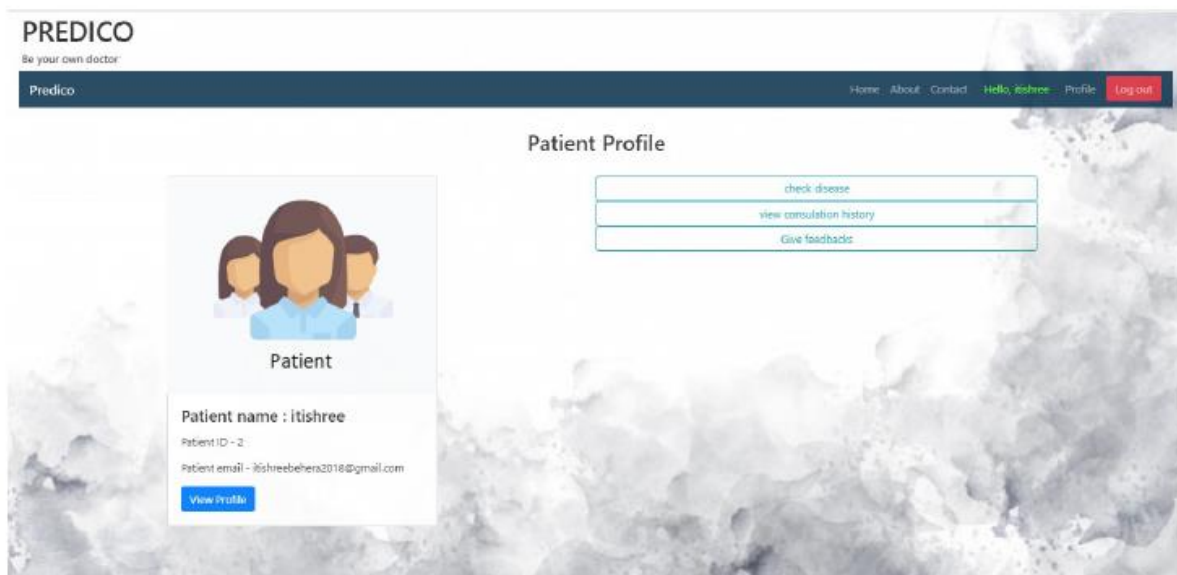 PREDICO
Be your own doctor
Predico Home About Contact Hello, itishree Profile Log out
Patient Profile
check disease
view consulation history
Give feedbacks
Patient
Patient name : itishree
Patient ID - 2
Patient email - itishreebehera2018@gmail.com
View Profile